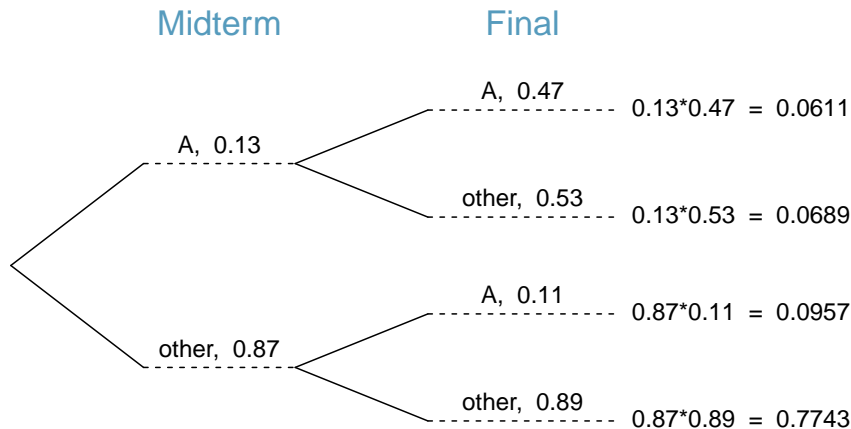 Midterm Final
A, 0.47
0.13*0.47 = 0.0611
A, 0.13
other, 0.53
0.13*0.53 = 0.0689
A, 0.11
0.87*0.11 = 0.0957
other, 0.87
other, 0.89
0.87*0.89 = 0.7743